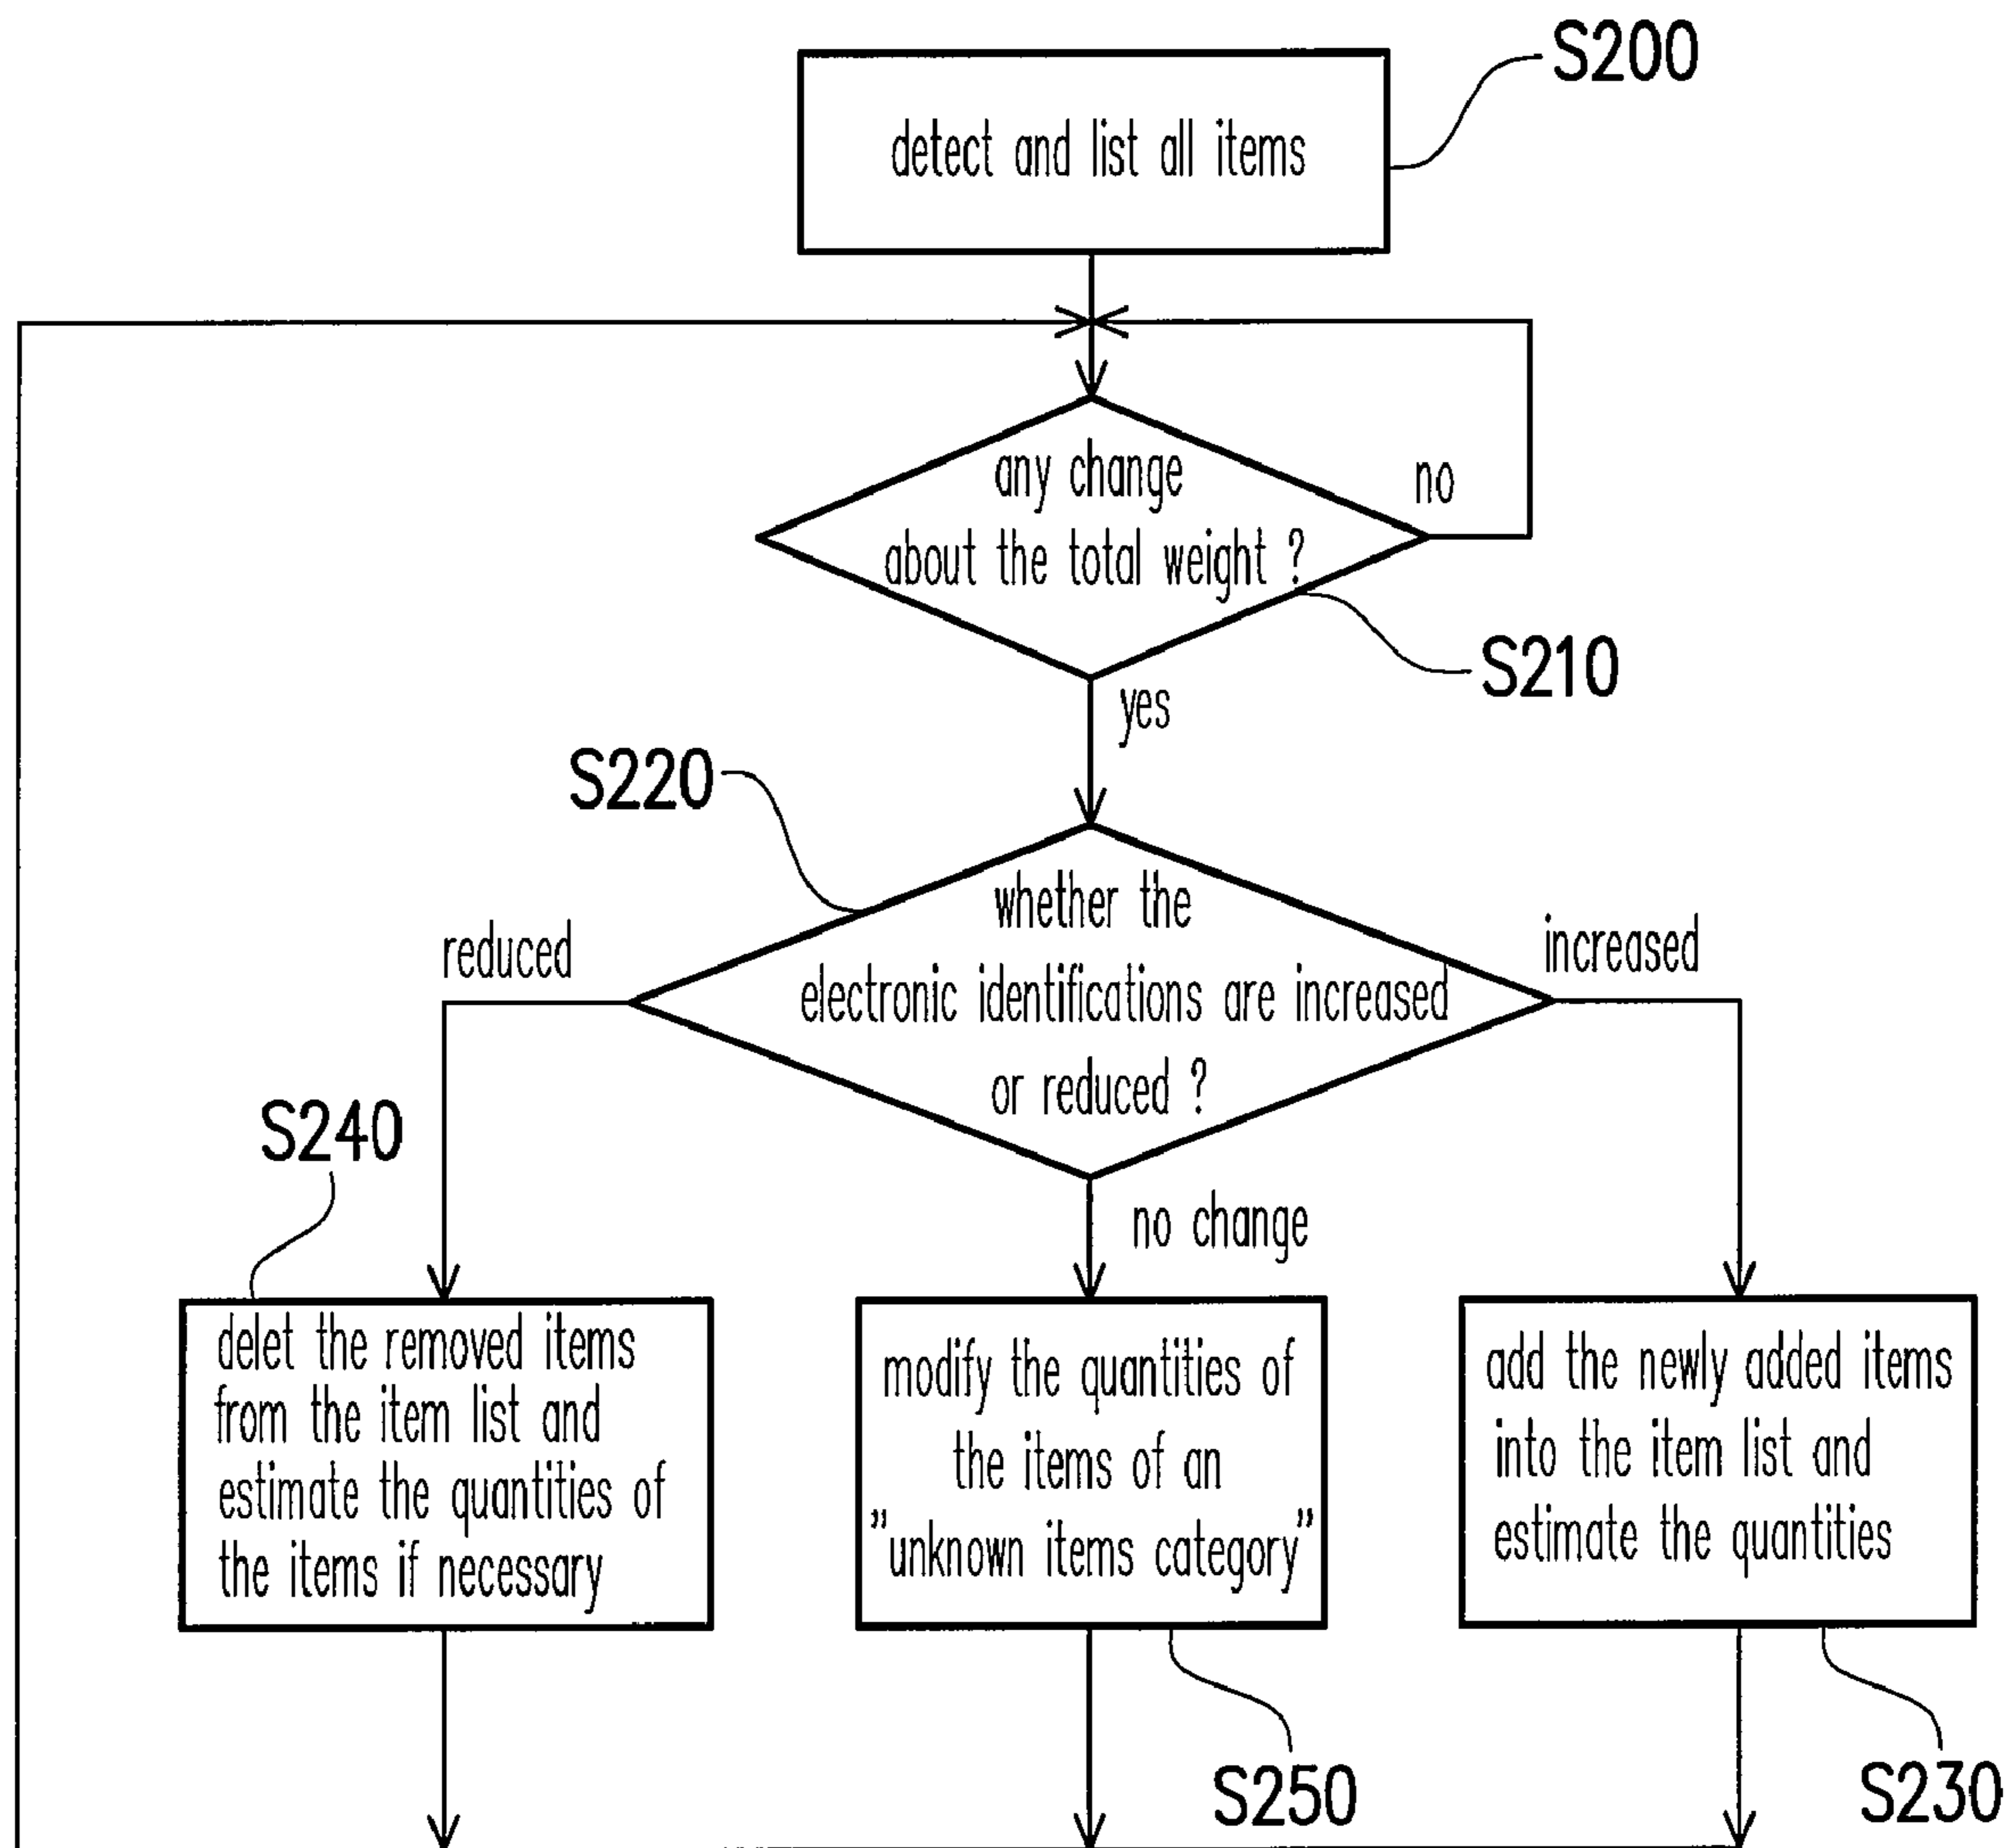 S200
detect and list all items
any change
about the total weight ?
no
S210
yes
S220
whether the
electronic identifications are increased
or reduced ?
reduced
increased
S240
no change
delet the removed items
from the item list and
estimate the quantities of
the items if necessary
modify the quantities of
the items of an
"unknown items category"
add the newly added items
into the item list and
estimate the quantities
S250
S230